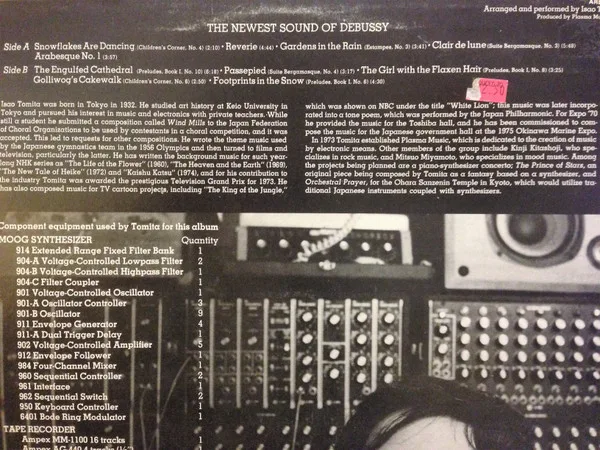 AR
Arranged and performed by Isao T
Produced by Plasma M
THE NEWEST SOUND OF DEBUSSY
Side A Snowflakes Are Dancing (Children's Corner, No. 4) (2:10) • Reverie (4:44) • Gardens in the Rain (Estampes, No. 3) (3:41) • Clair de lune (Suite Bergamasque, No. 3) (5:48)
Arabesque No. 1 (3:57)
Side B The Engulfed Cathedral (Preludes, Book I, No. 10) (6:18) • Passepied (Suite Bergamasque, No. 4) (3:17) • The Girl with the Flaxen Hair (Preludes, Book I, No. 8) (3:25)
Golliwog's Cakewalk (Children's Corner, No. 6) (2:50) • Footprints in the Snow (Preludes, Book I, No. 6) (4:30)
Isao Tomita was born in Tokyo in 1932. He studied art history at Keio University in
Tokyo and pursued his interest in music and electronics with private teachers. While
still a student he submitted a composition called Wind Mills to the Japan Federation
of Choral Organizations to be used by contestants in a choral competition, and it was
accepted. This led to requests for other compositions. He wrote the theme music used
by the Japanese gymnastics team in the 1956 Olympics and then turned to films and
television, particularly the latter. He has written the background music for such year-
long NHK series as "The Life of the Flower" (1960), "The Heaven and the Earth" (1969),
"The New Tale of Heike" (1972) and "Kaishu Katsu" (1974), and for his contribution to
the industry Tomita was awarded the prestigious Television Grand Prix for 1973. He
has also composed music for TV cartoon projects, including "The King of the Jungle,"
which was shown on NBC under the title "White Lion"; this music was later incorpo-
rated into a tone poem, which was performed by the Japan Philharmonic. For Expo '70
he provided the music for the Toshiba hall, and he has been commissioned to com-
pose the music for the Japanese government hall at the 1975 Okinawa Marine Expo.
In 1973 Tomita established Plasma Music, which is dedicated to the creation of music
by electronic means. Other members of the group include Kinji Kitashoji, who spe-
cializes in rock music, and Mitsuo Miyamoto, who specializes in mood music. Among
the projects being planned are a piano-synthesizer concerto; The Prince of Stars, an
original piece being composed by Tomita as a fantasy based on a synthesizer, and
Orchestral Prayer, for the Ohara Sanzenin Temple in Kyoto, which would utilize tra-
ditional Japanese instruments coupled with synthesizers.
Component equipment used by Tomita for this album
MOOG SYNTHESIZER Quantity
914 Extended Range Fixed Filter Bank 1
904-A Voltage-Controlled Lowpass Filter 2
904-B Voltage-Controlled Highpass Filter 1
904-C Filter Coupler 1
901 Voltage-Controlled Oscillator 1
901-A Oscillator Controller 3
901-B Oscillator 9
911 Envelope Generator 4
911-A Dual Trigger Delay 1
902 Voltage-Controlled Amplifier 5
912 Envelope Follower 1
984 Four-Channel Mixer 1
960 Sequential Controller 2
961 Interface 1
962 Sequential Switch 2
950 Keyboard Controller 1
6401 Bode Ring Modulator 1
TAPE RECORDER
Ampex MM-1100 16 tracks 1
Ampex AG-440 4 tracks (½")